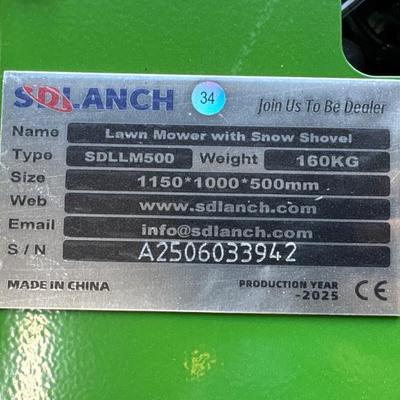 SDLANCH 34 Join Us To Be Dealer
Name Lawn Mower with Snow Shovel
Type SDLLM500 Weight 160KG
Size 1150*1000*500mm
Web www.sdlanch.com
Email info@sdlanch.com
S/N A2506033942
MADE IN CHINA PRODUCTION YEAR CE
-2025